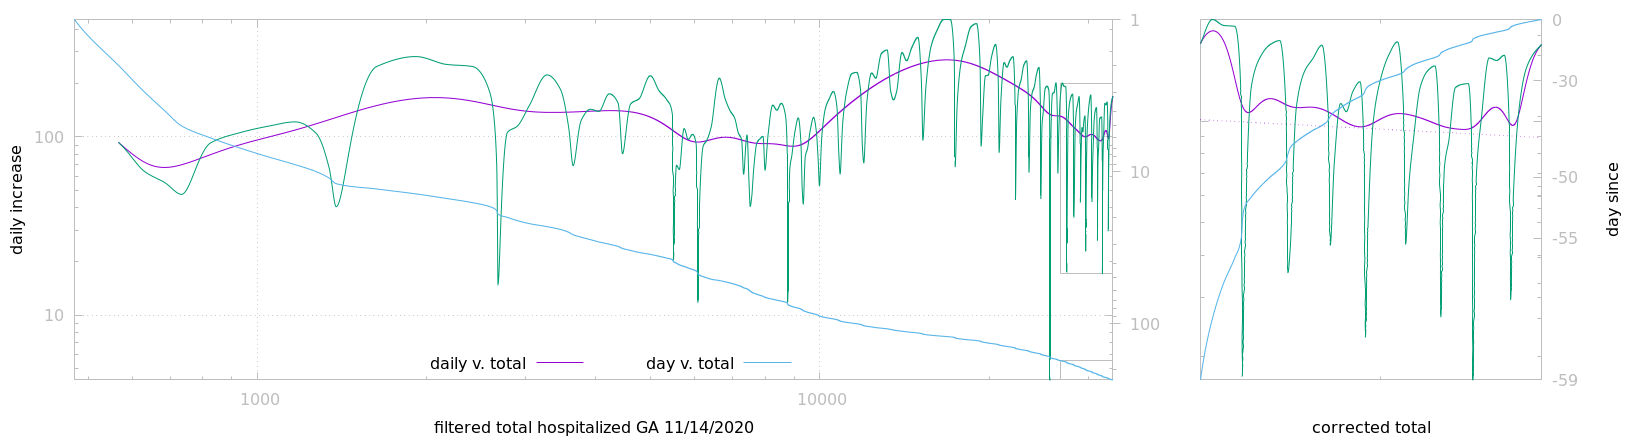 daily increase
100
10
1000
10000
1
10
100
daily v. total
day v. total
filtered total hospitalized GA 11/14/2020
0
-30
-50
-55
-59
day since
corrected total